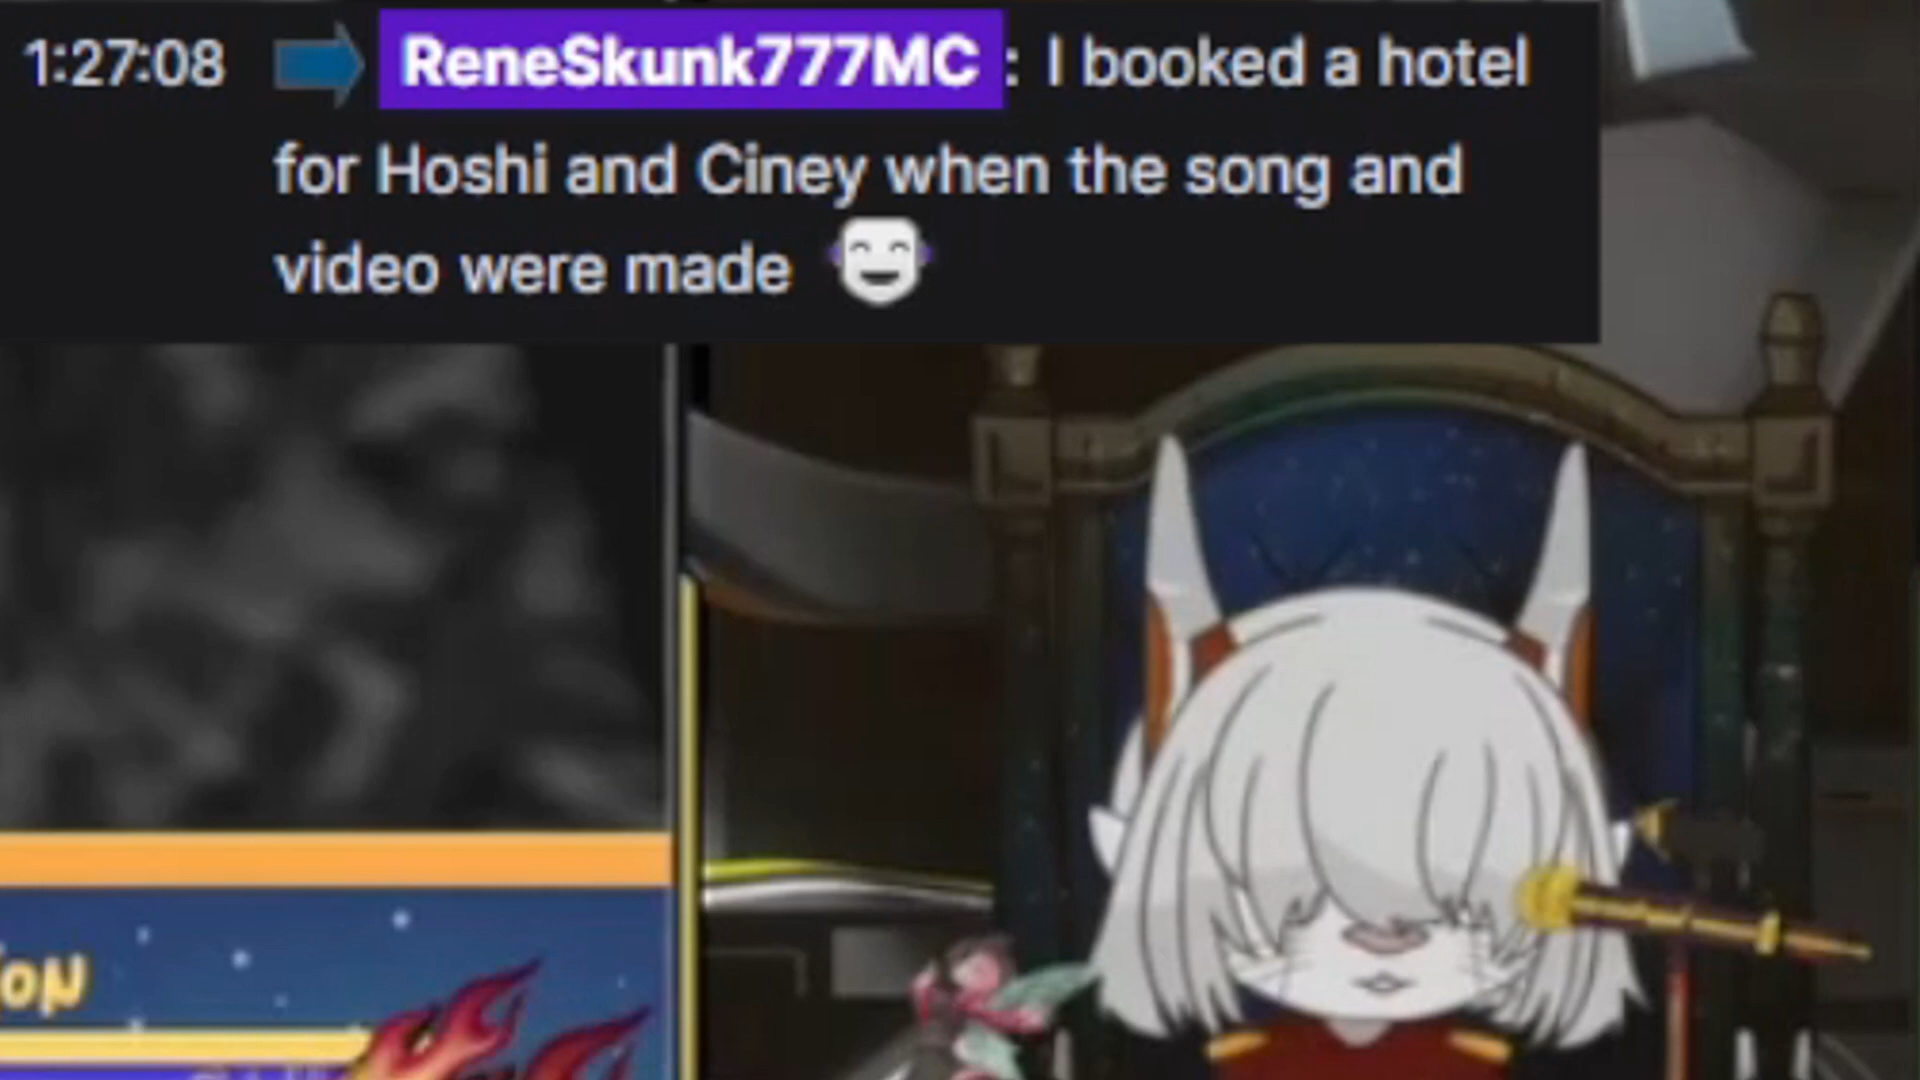 1:27:08 ReneSkunk777MC: I booked a hotel
for Hoshi and Ciney when the song and
video were made